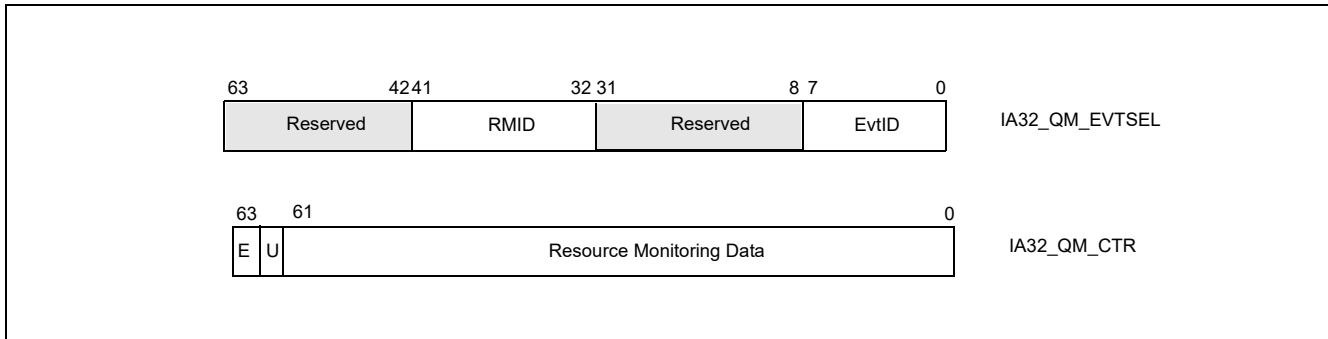 63 4241 32 31 8 7 0
Reserved RMID Reserved EvtID IA32_QM_EVTSEL
63 61 0
E U Resource Monitoring Data IA32_QM_CTR